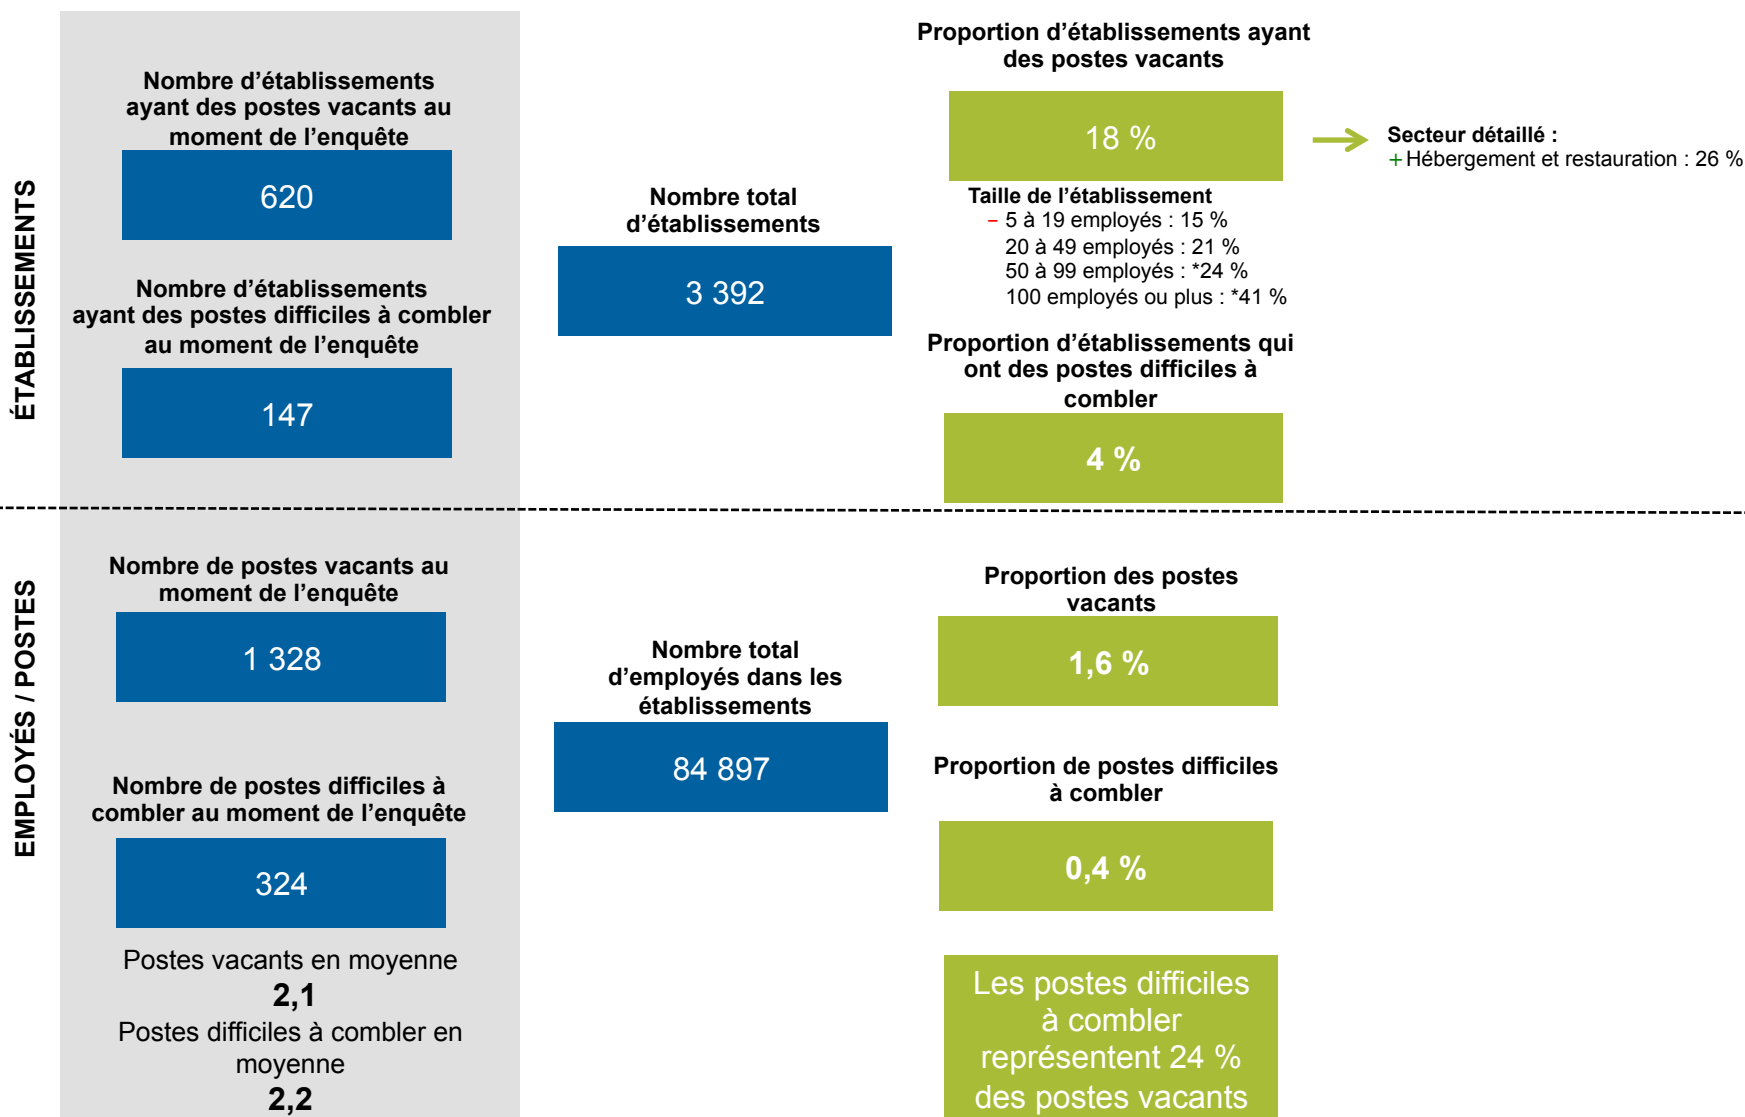 ÉTABLISSEMENTS
Nombre d’établissements
ayant des postes vacants au
moment de l’enquête
620
Nombre d’établissements
ayant des postes difficiles à combler
au moment de l’enquête
147
Nombre total
d’établissements
3 392
Proportion d’établissements ayant
des postes vacants
18 %
Secteur détaillé :
+ Hébergement et restauration : 26 %
Taille de l’établissement
– 5 à 19 employés : 15 %
20 à 49 employés : 21 %
50 à 99 employés : *24 %
100 employés ou plus : *41 %
Proportion d’établissements qui
ont des postes difficiles à
combler
4 %
EMPLOYÉS / POSTES
Nombre de postes vacants au
moment de l’enquête
1 328
Nombre de postes difficiles à
combler au moment de l’enquête
324
Postes vacants en moyenne
2,1
Postes difficiles à combler en
moyenne
2,2
Nombre total
d’employés dans les
établissements
84 897
Proportion des postes
vacants
1,6 %
Proportion de postes difficiles
à combler
0,4 %
Les postes difficiles
à combler
représentent 24 %
des postes vacants